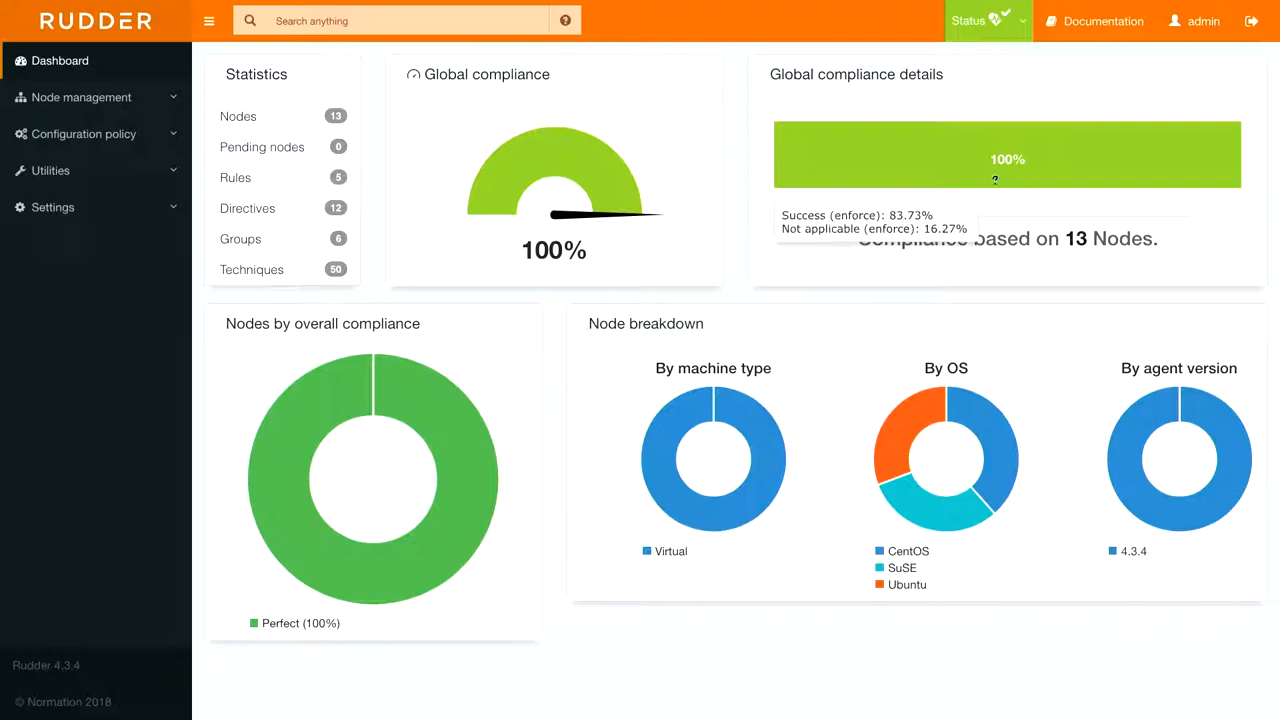 RUDDER
Search anything
Status
Documentation
admin
Dashboard
Node management
Configuration policy
Utilities
Settings
Rudder 4.3.4
© Normation 2018
Statistics
Nodes 13
Pending nodes 0
Rules 5
Directives 12
Groups 6
Techniques 50
Global compliance
100%
Global compliance details
100%
Success (enforce): 83.73%
Not applicable (enforce): 16.27%
Compliance based on 13 Nodes.
Nodes by overall compliance
Perfect (100%)
Node breakdown
By machine type
Virtual
By OS
CentOS
SuSE
Ubuntu
By agent version
4.3.4